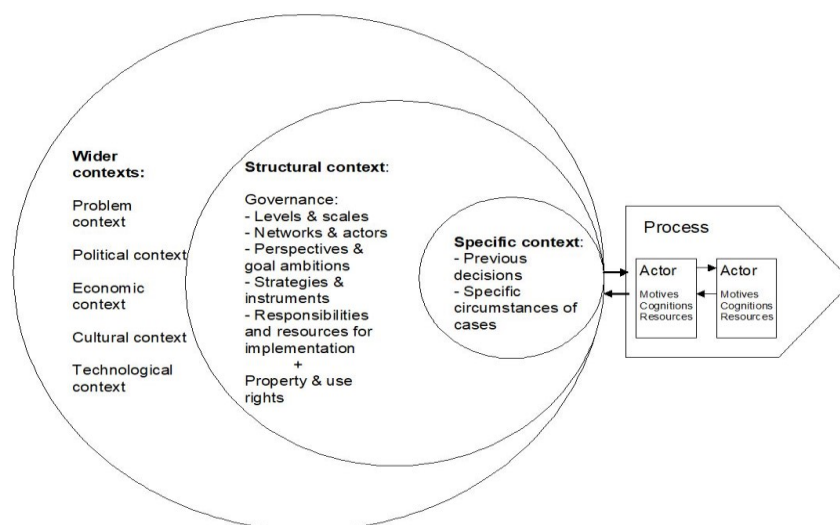 Wider
contexts:
Problem
context
Political context
Economic
context
Cultural context
Technological
context
Structural context:
Governance:
- Levels & scales
- Networks & actors
- Perspectives &
goal ambitions
- Strategies &
instruments
- Responsibilities
and resources for
implementation
+
Property & use
rights
Specific context:
- Previous
decisions
- Specific
circumstances of
cases
Process
Actor
Motives
Cognitions
Resources
Actor
Motives
Cognitions
Resources